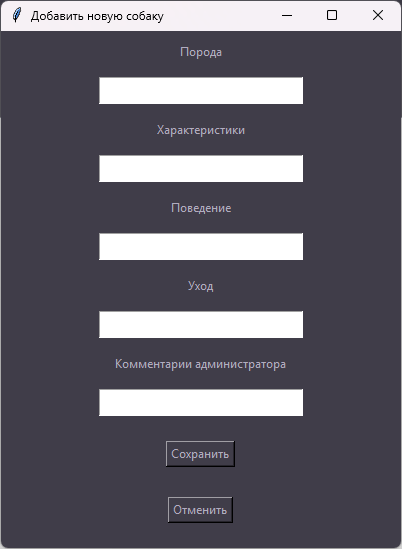 Добавить новую собаку
Порода
Характеристики
Поведение
Уход
Комментарии администратора
Сохранить
Отменить